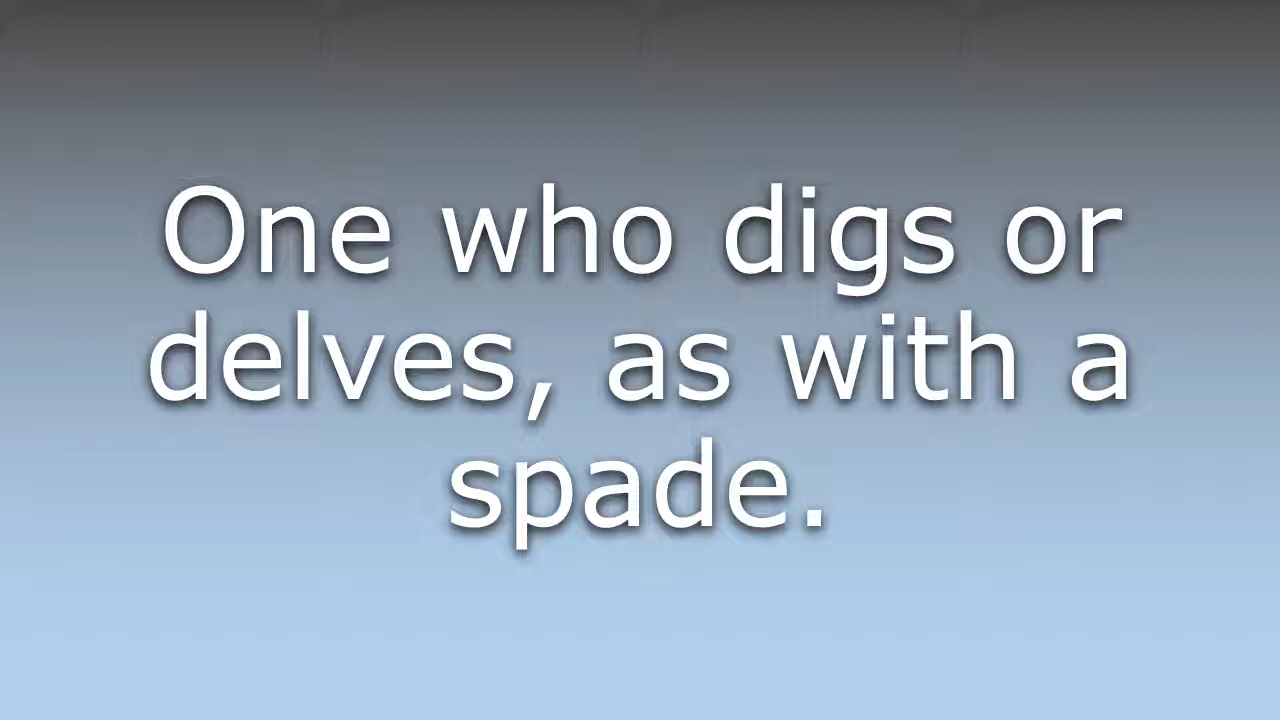 One who digs or
delves, as with a
spade.